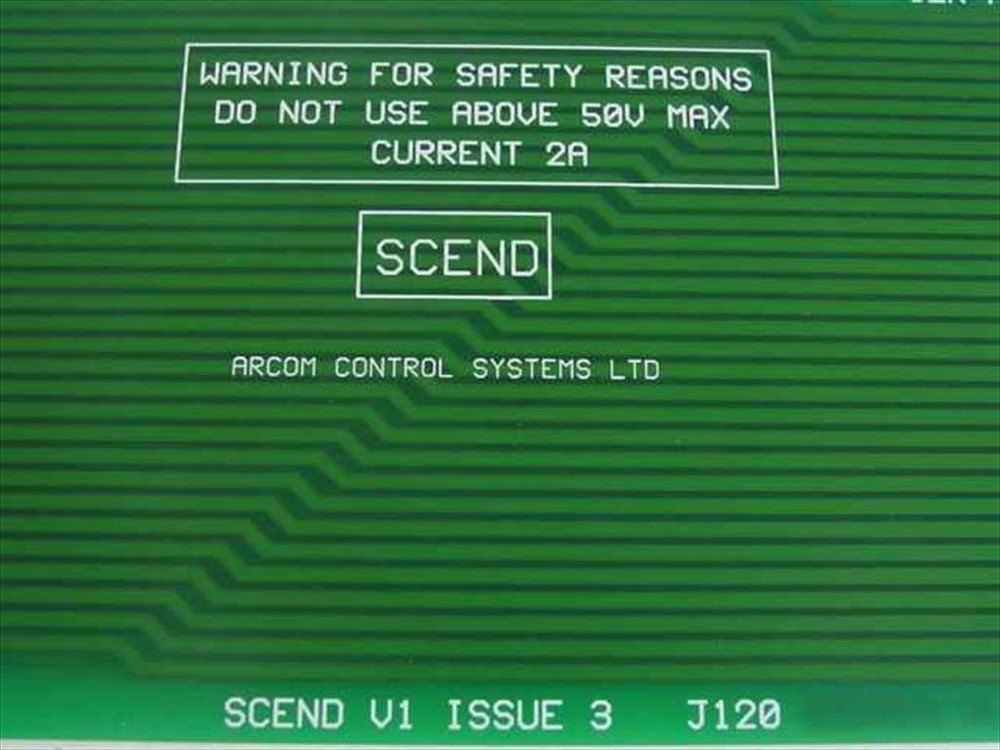 WARNING FOR SAFETY REASONS
DO NOT USE ABOVE 50V MAX
CURRENT 2A
SCEND
ARCOM CONTROL SYSTEMS LTD
SCEND V1 ISSUE 3 J120